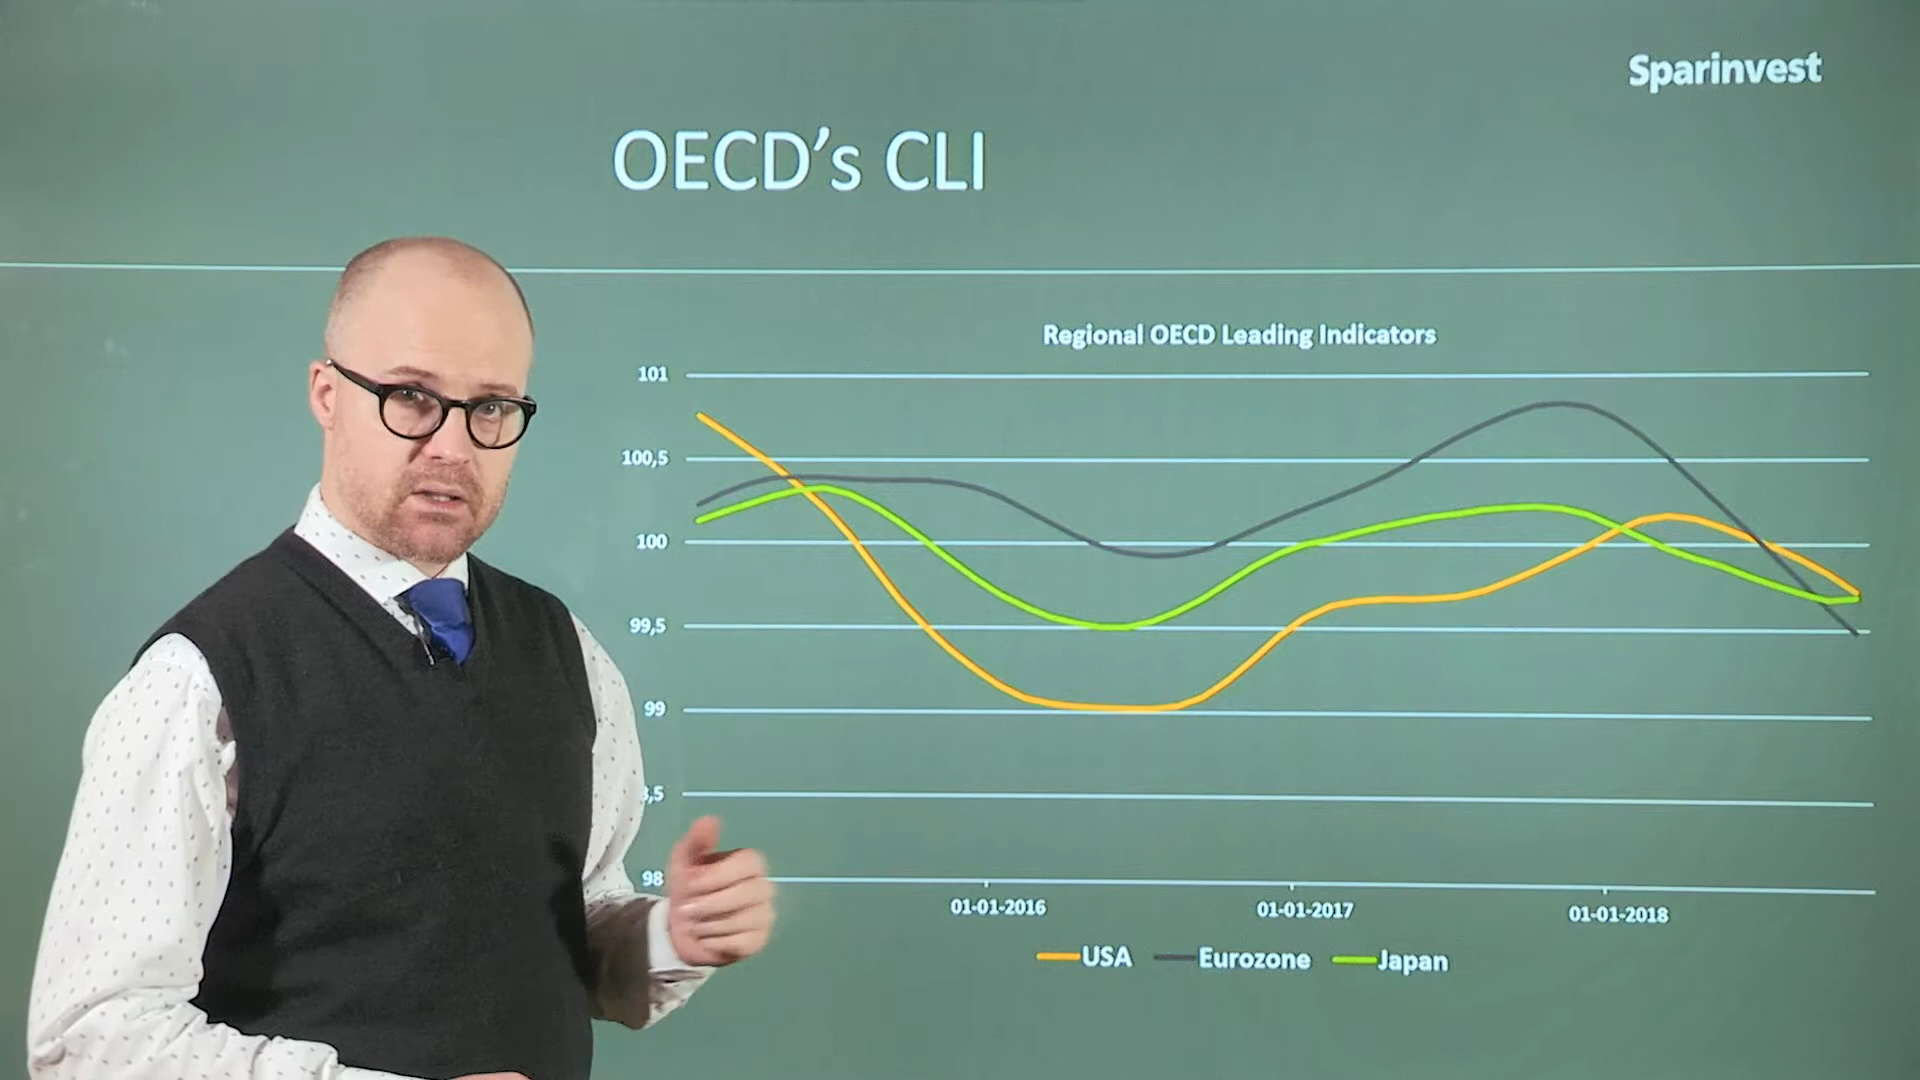 Sparinvest
OECD's CLI
Regional OECD Leading Indicators
101
100,5
100
99,5
99
,5
98
01-01-2016
01-01-2017
01-01-2018
USA
Eurozone
Japan